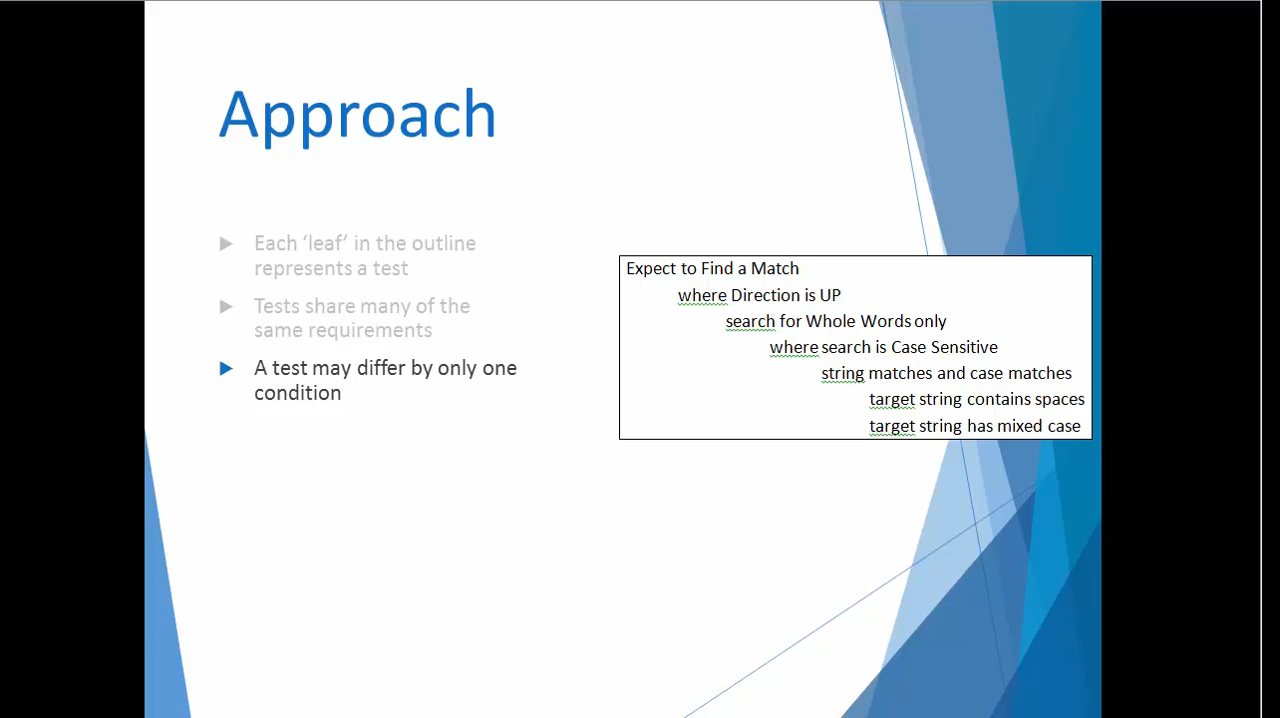 Approach
Each ‘leaf’ in the outline
represents a test
Tests share many of the
same requirements
A test may differ by only one
condition
Expect to Find a Match
where Direction is UP
search for Whole Words only
where search is Case Sensitive
string matches and case matches
target string contains spaces
target string has mixed case